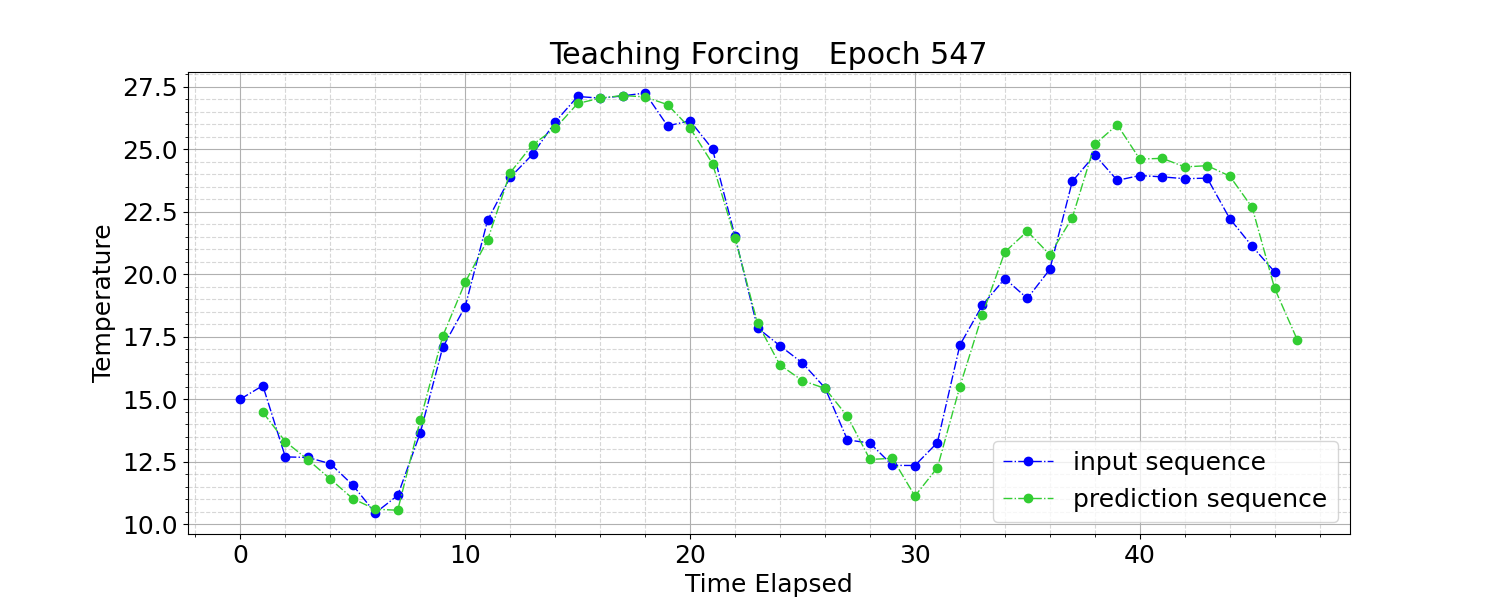 Teaching Forcing   Epoch 547
27.5
25.0
22.5
20.0
17.5
15.0
12.5
10.0
Temperature
0 10 20 30 40
Time Elapsed
input sequence
prediction sequence